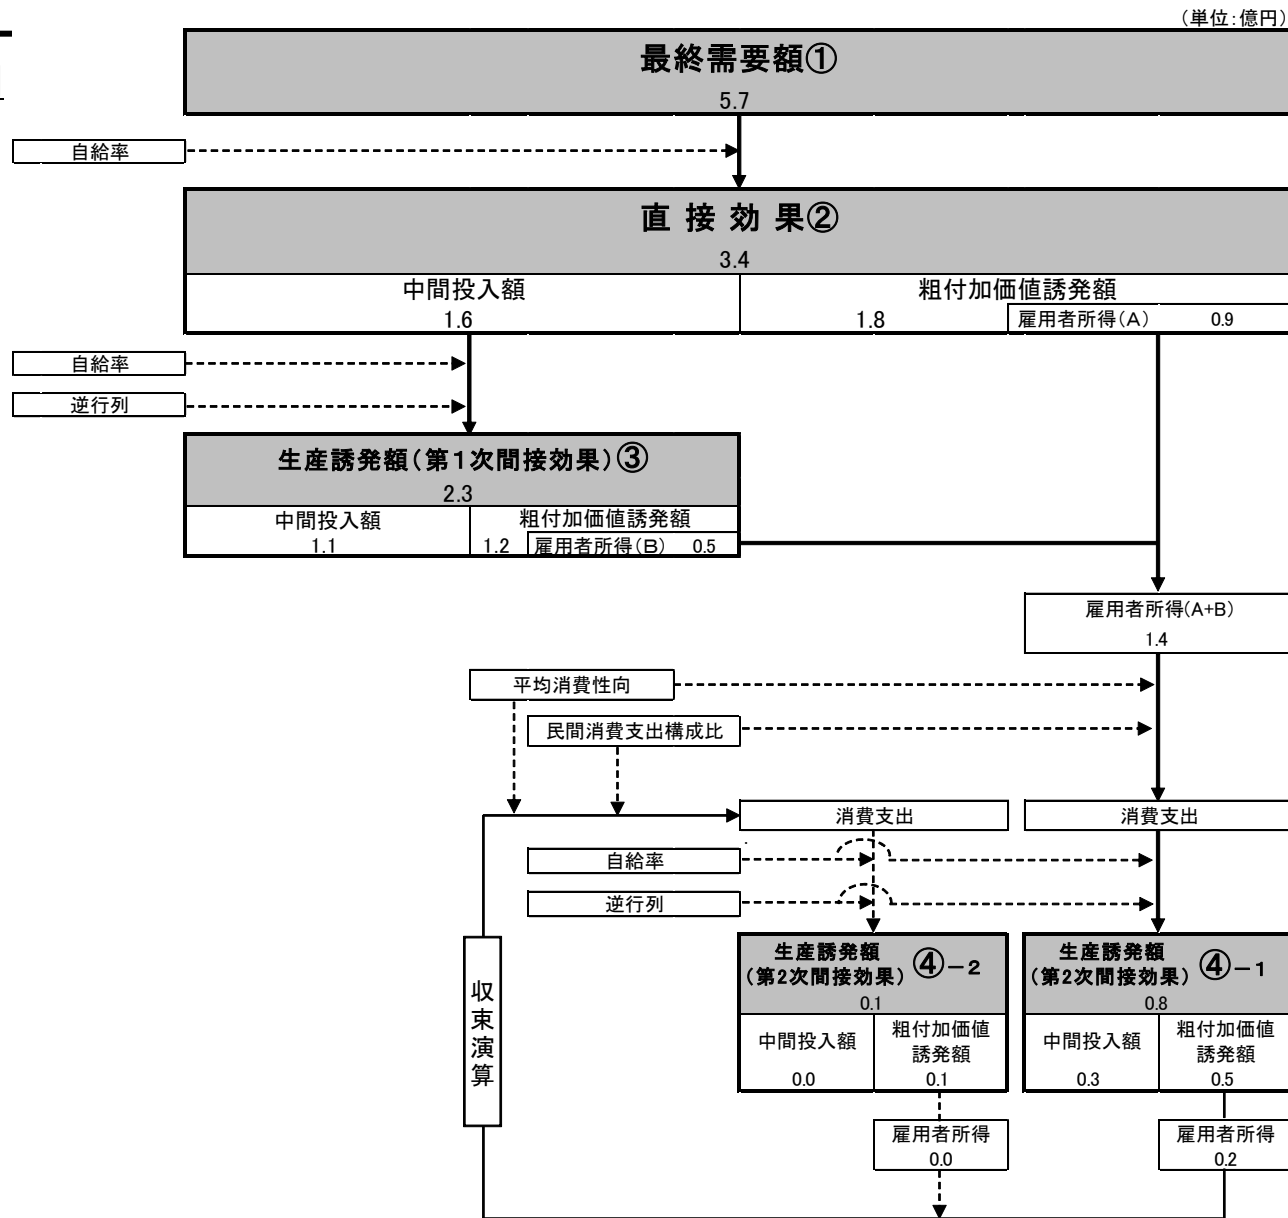 （単位：億円）
最終需要額①
5.7
自給率
直 接 効 果②
3.4
中間投入額
粗付加価値誘発額
1.6
1.8
雇用者所得（A）
0.9
自給率
逆行列
生産誘発額（第１次間接効果）③
2.3
中間投入額
粗付加価値誘発額
1.1
1.2
雇用者所得（B）
0.5
雇用者所得(A+B)
1.4
平均消費性向
民間消費支出構成比
消費支出
消費支出
自給率
逆行列
生産誘発額
（第2次間接効果）④－2
0.1
生産誘発額
（第2次間接効果）④－1
0.8
収束演算
中間投入額
0.0
粗付加価値
誘発額
0.1
中間投入額
0.3
粗付加価値
誘発額
0.5
雇用者所得
0.0
雇用者所得
0.2